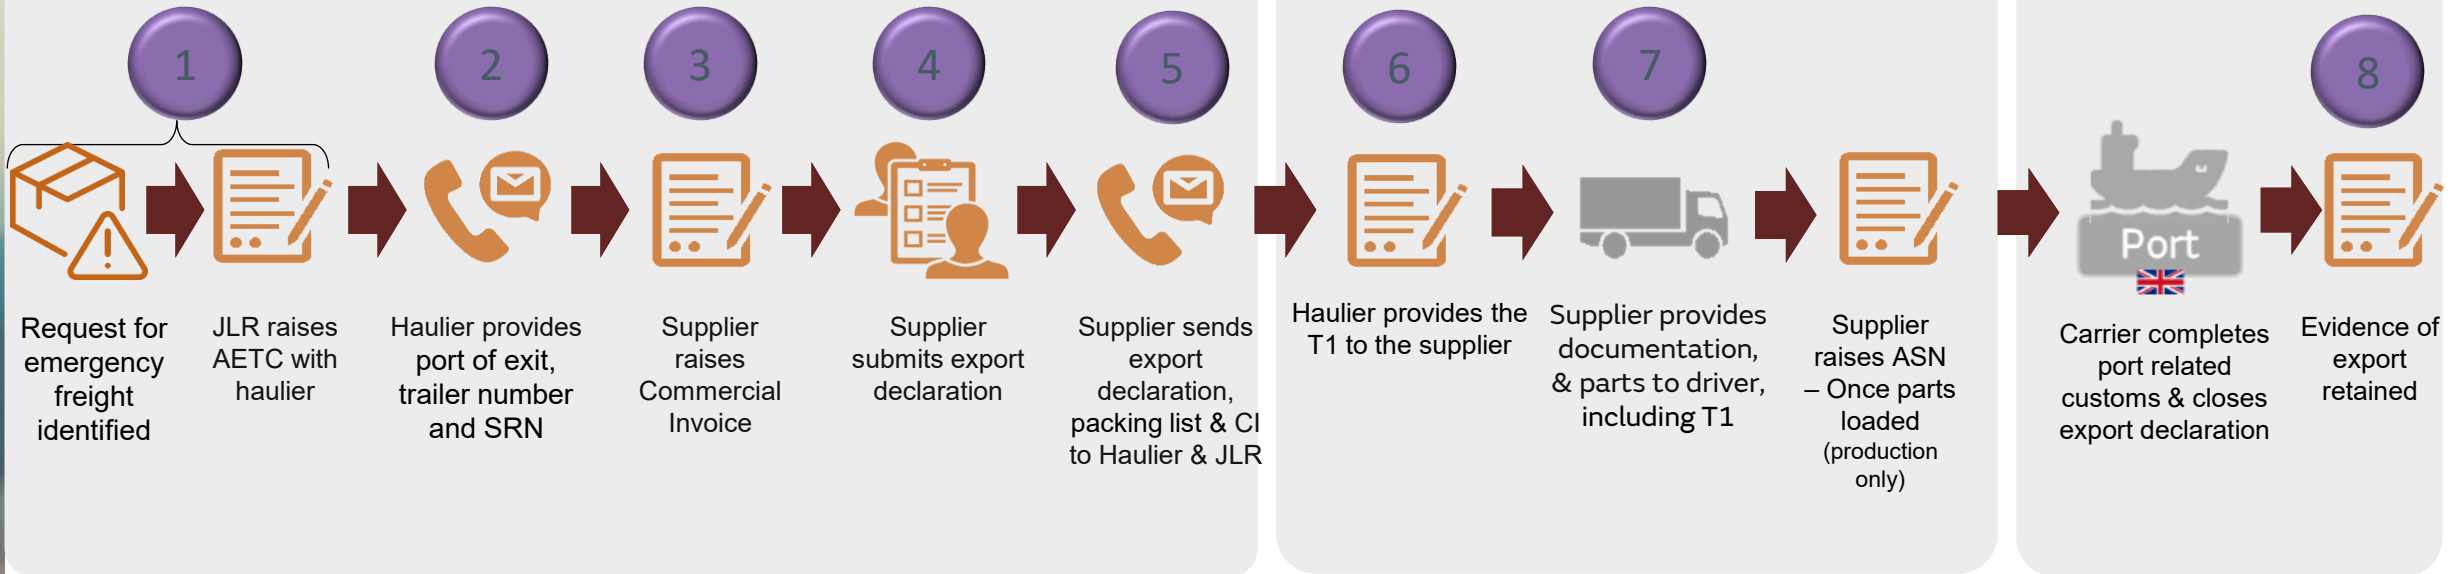 1
2
3
4
5
6
7
8
Request for
emergency
freight
identified
JLR raises
AETC with
haulier
Haulier provides
port of exit,
trailer number
and SRN
Supplier
raises
Commercial
Invoice
Supplier
submits export
declaration
Supplier sends
export
declaration,
packing list & CI
to Haulier & JLR
Haulier provides the
T1 to the supplier
Supplier provides
documentation,
& parts to driver,
including T1
Supplier
raises ASN
– Once parts
loaded
(production
only)
Port
Carrier completes
port related
customs & closes
export declaration
Evidence of
export
retained